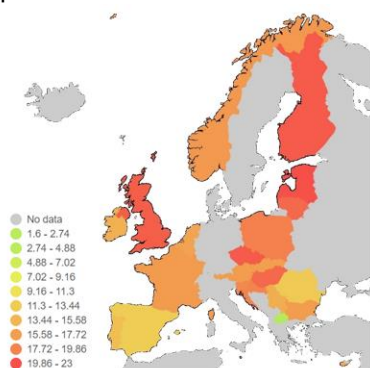 No data
1.6 - 2.74
2.74 - 4.88
4.88 - 7.02
7.02 - 9.16
9.16 - 11.3
11.3 - 13.44
13.44 - 15.58
15.58 - 17.72
17.72 - 19.86
19.86 - 23